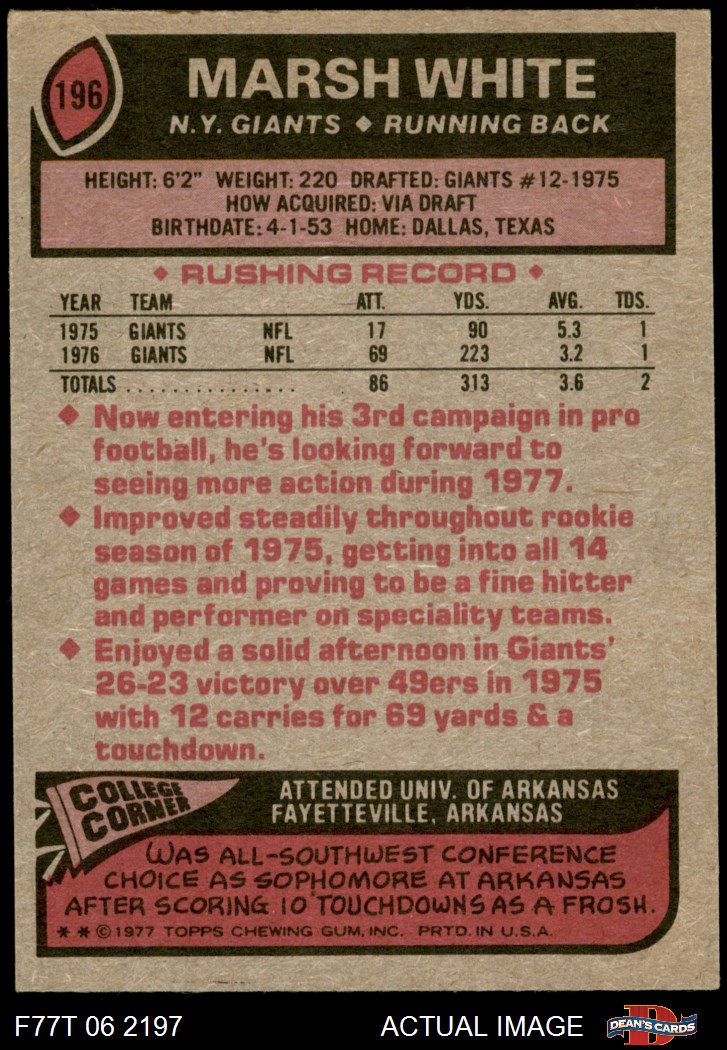 196
MARSH WHITE
N.Y. GIANTS ◆ RUNNING BACK
HEIGHT: 6'2" WEIGHT: 220 DRAFTED: GIANTS #12-1975
HOW ACQUIRED: VIA DRAFT
BIRTHDATE: 4-1-53 HOME: DALLAS, TEXAS
◆ RUSHING RECORD ◆
YEAR TEAM ATT. YDS. AVG. TDS.
1975 GIANTS NFL 17 90 5.3 1
1976 GIANTS NFL 69 223 3.2 1
TOTALS . . . . . . . . . . . . . . . 86 313 3.6 2
◆ Now entering his 3rd campaign in pro
football, he's looking forward to
seeing more action during 1977.
◆ Improved steadily throughout rookie
season of 1975, getting into all 14
games and proving to be a fine hitter
and performer on speciality teams.
◆ Enjoyed a solid afternoon in Giants'
26-23 victory over 49ers in 1975
with 12 carries for 69 yards & a
touchdown.
COLLEGE
CORNER
ATTENDED UNIV. OF ARKANSAS
FAYETTEVILLE, ARKANSAS
WAS ALL-SOUTHWEST CONFERENCE
CHOICE AS SOPHOMORE AT ARKANSAS
AFTER SCORING 10 TOUCHDOWNS AS A FROSH.
* * © 1977 TOPPS CHEWING GUM, INC. PRTD. IN U.S.A.
F77T 06 2197 ACTUAL IMAGE DEAN'S CARDS